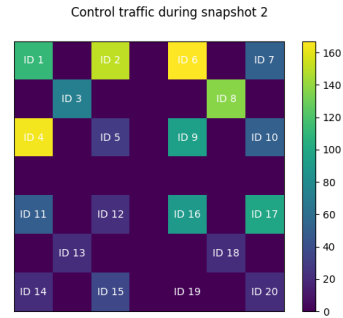 Control traffic during snapshot 2
ID 1 ID 2 ID 6 ID 7 160
ID 3 ID 8 140
120
ID 4 ID 5 ID 9 ID 10 100
80
ID 11 ID 12 ID 16 ID 17 60
40
ID 13 ID 18
20
ID 14 ID 15 ID 19 ID 20
0